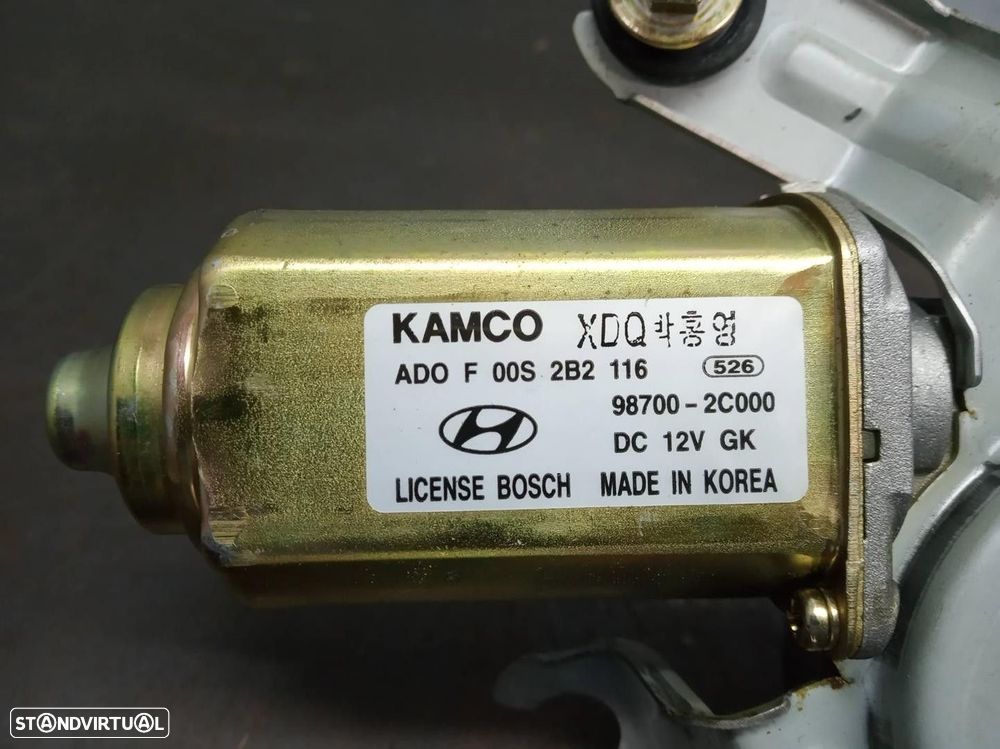 KAMCO XDQ박홍영
ADO F 00S 2B2 116 526
98700-2C000
DC 12V GK
LICENSE BOSCH MADE IN KOREA
STANDVIRTUAL